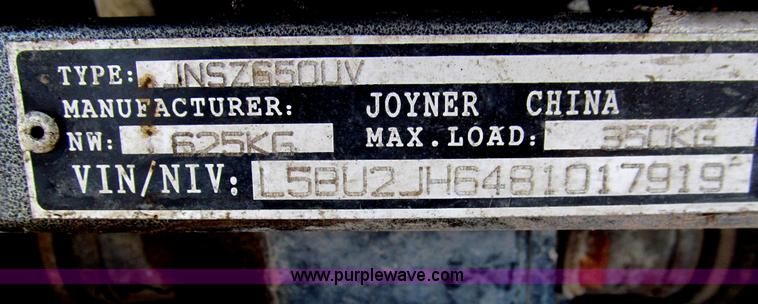 TYPE: JNSZ650UV
MANUFACTURER: JOYNER CHINA
NW: 625KG MAX.LOAD: 350KG
VIN/NIV: L5BU2JH6481017919
www.purplewave.com